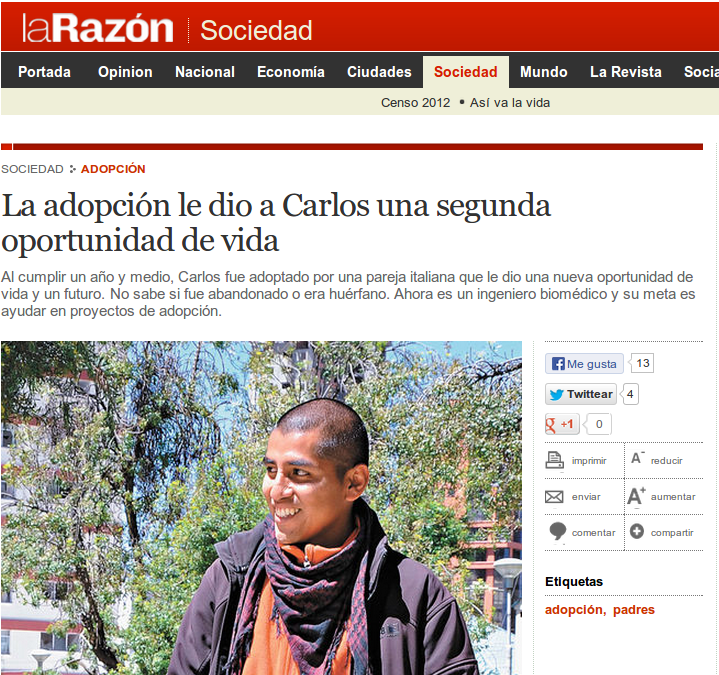 laRazón Sociedad
Portada Opinion Nacional Economía Ciudades Sociedad Mundo La Revista
Censo 2012 • Así va la vida
SOCIEDAD ADOPCIÓN
La adopción le dio a Carlos una segunda
oportunidad de vida
Al cumplir un año y medio, Carlos fue adoptado por una pareja italiana que le dio una nueva oportunidad de
vida y un futuro. No sabe si fue abandonado o era huérfano. Ahora es un ingeniero biomédico y su meta es
ayudar en proyectos de adopción.
Me gusta 13
Twittear 4
+1 0
imprimir A- reducir
enviar A+ aumentar
comentar compartir
Etiquetas
adopción, padres